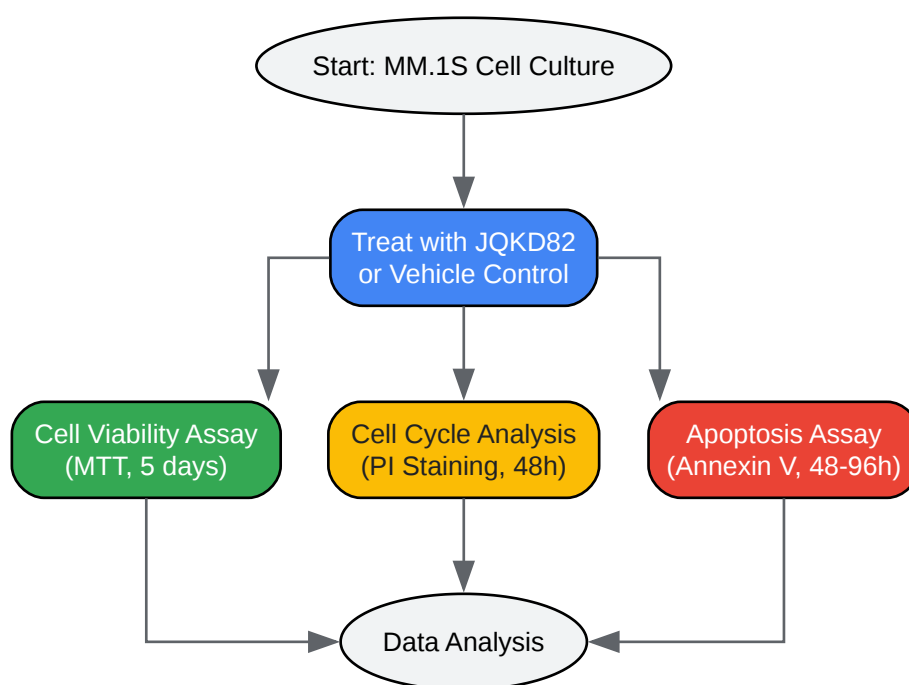 Start: MM.1S Cell Culture
Treat with JQKD82
or Vehicle Control
Cell Viability Assay
(MTT, 5 days)
Cell Cycle Analysis
(PI Staining, 48h)
Apoptosis Assay
(Annexin V, 48-96h)
Data Analysis